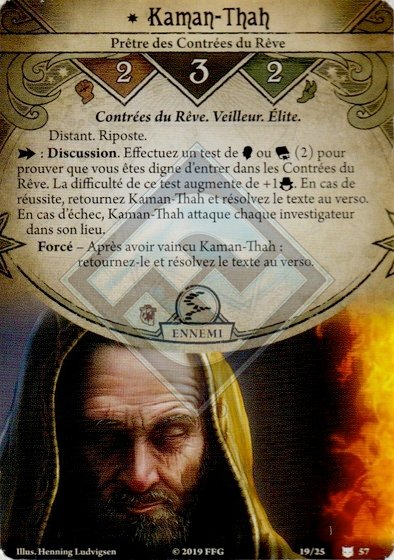 Kaman-Thah
Prêtre des Contrées du Rêve
2 3 2
Contrées du Rêve. Veilleur. Élite.
Distant. Riposte.
: Discussion. Effectuez un test de ou (2) pour
prouver que vous êtes digne d'entrer dans les Contrées du
Rêve. La difficulté de ce test augmente de +1. En cas de
réussite, retournez Kaman-Thah et résolvez le texte au verso.
En cas d'échec, Kaman-Thah attaque chaque investigateur
dans son lieu.
Forcé – Après avoir vaincu Kaman-Thah :
retournez-le et résolvez le texte au verso.
ENNEMI
Illus. Henning Ludvigsen © 2019 FFG 19/25 57